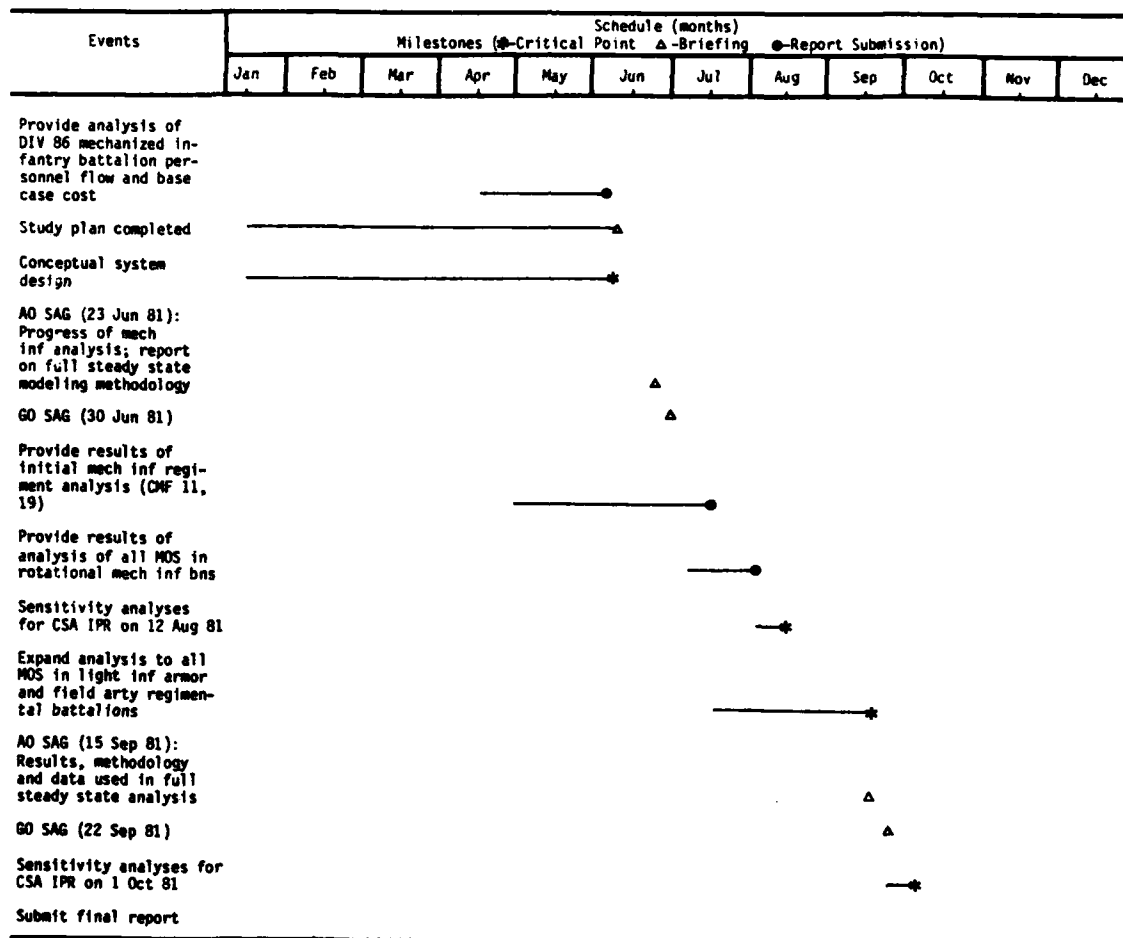 Events
Schedule (months)
Milestones (✱-Critical Point △-Briefing ●-Report Submission)
Jan Feb Mar Apr May Jun Jul Aug Sep Oct Nov Dec
Provide analysis of
DIV 86 mechanized in-
fantry battalion per-
sonnel flow and base
case cost
Study plan completed
Conceptual system
design
AO SAG (23 Jun 81):
Progress of mech
inf analysis; report
on full steady state
modeling methodology
GO SAG (30 Jun 81)
Provide results of
initial mech inf regi-
ment analysis (CMF 11,
19)
Provide results of
analysis of all MOS in
rotational mech inf bns
Sensitivity analyses
for CSA IPR on 12 Aug 81
Expand analysis to all
MOS in light inf armor
and field arty regimen-
tal battalions
AO SAG (15 Sep 81):
Results, methodology
and data used in full
steady state analysis
GO SAG (22 Sep 81)
Sensitivity analyses for
CSA IPR on 1 Oct 81
Submit final report